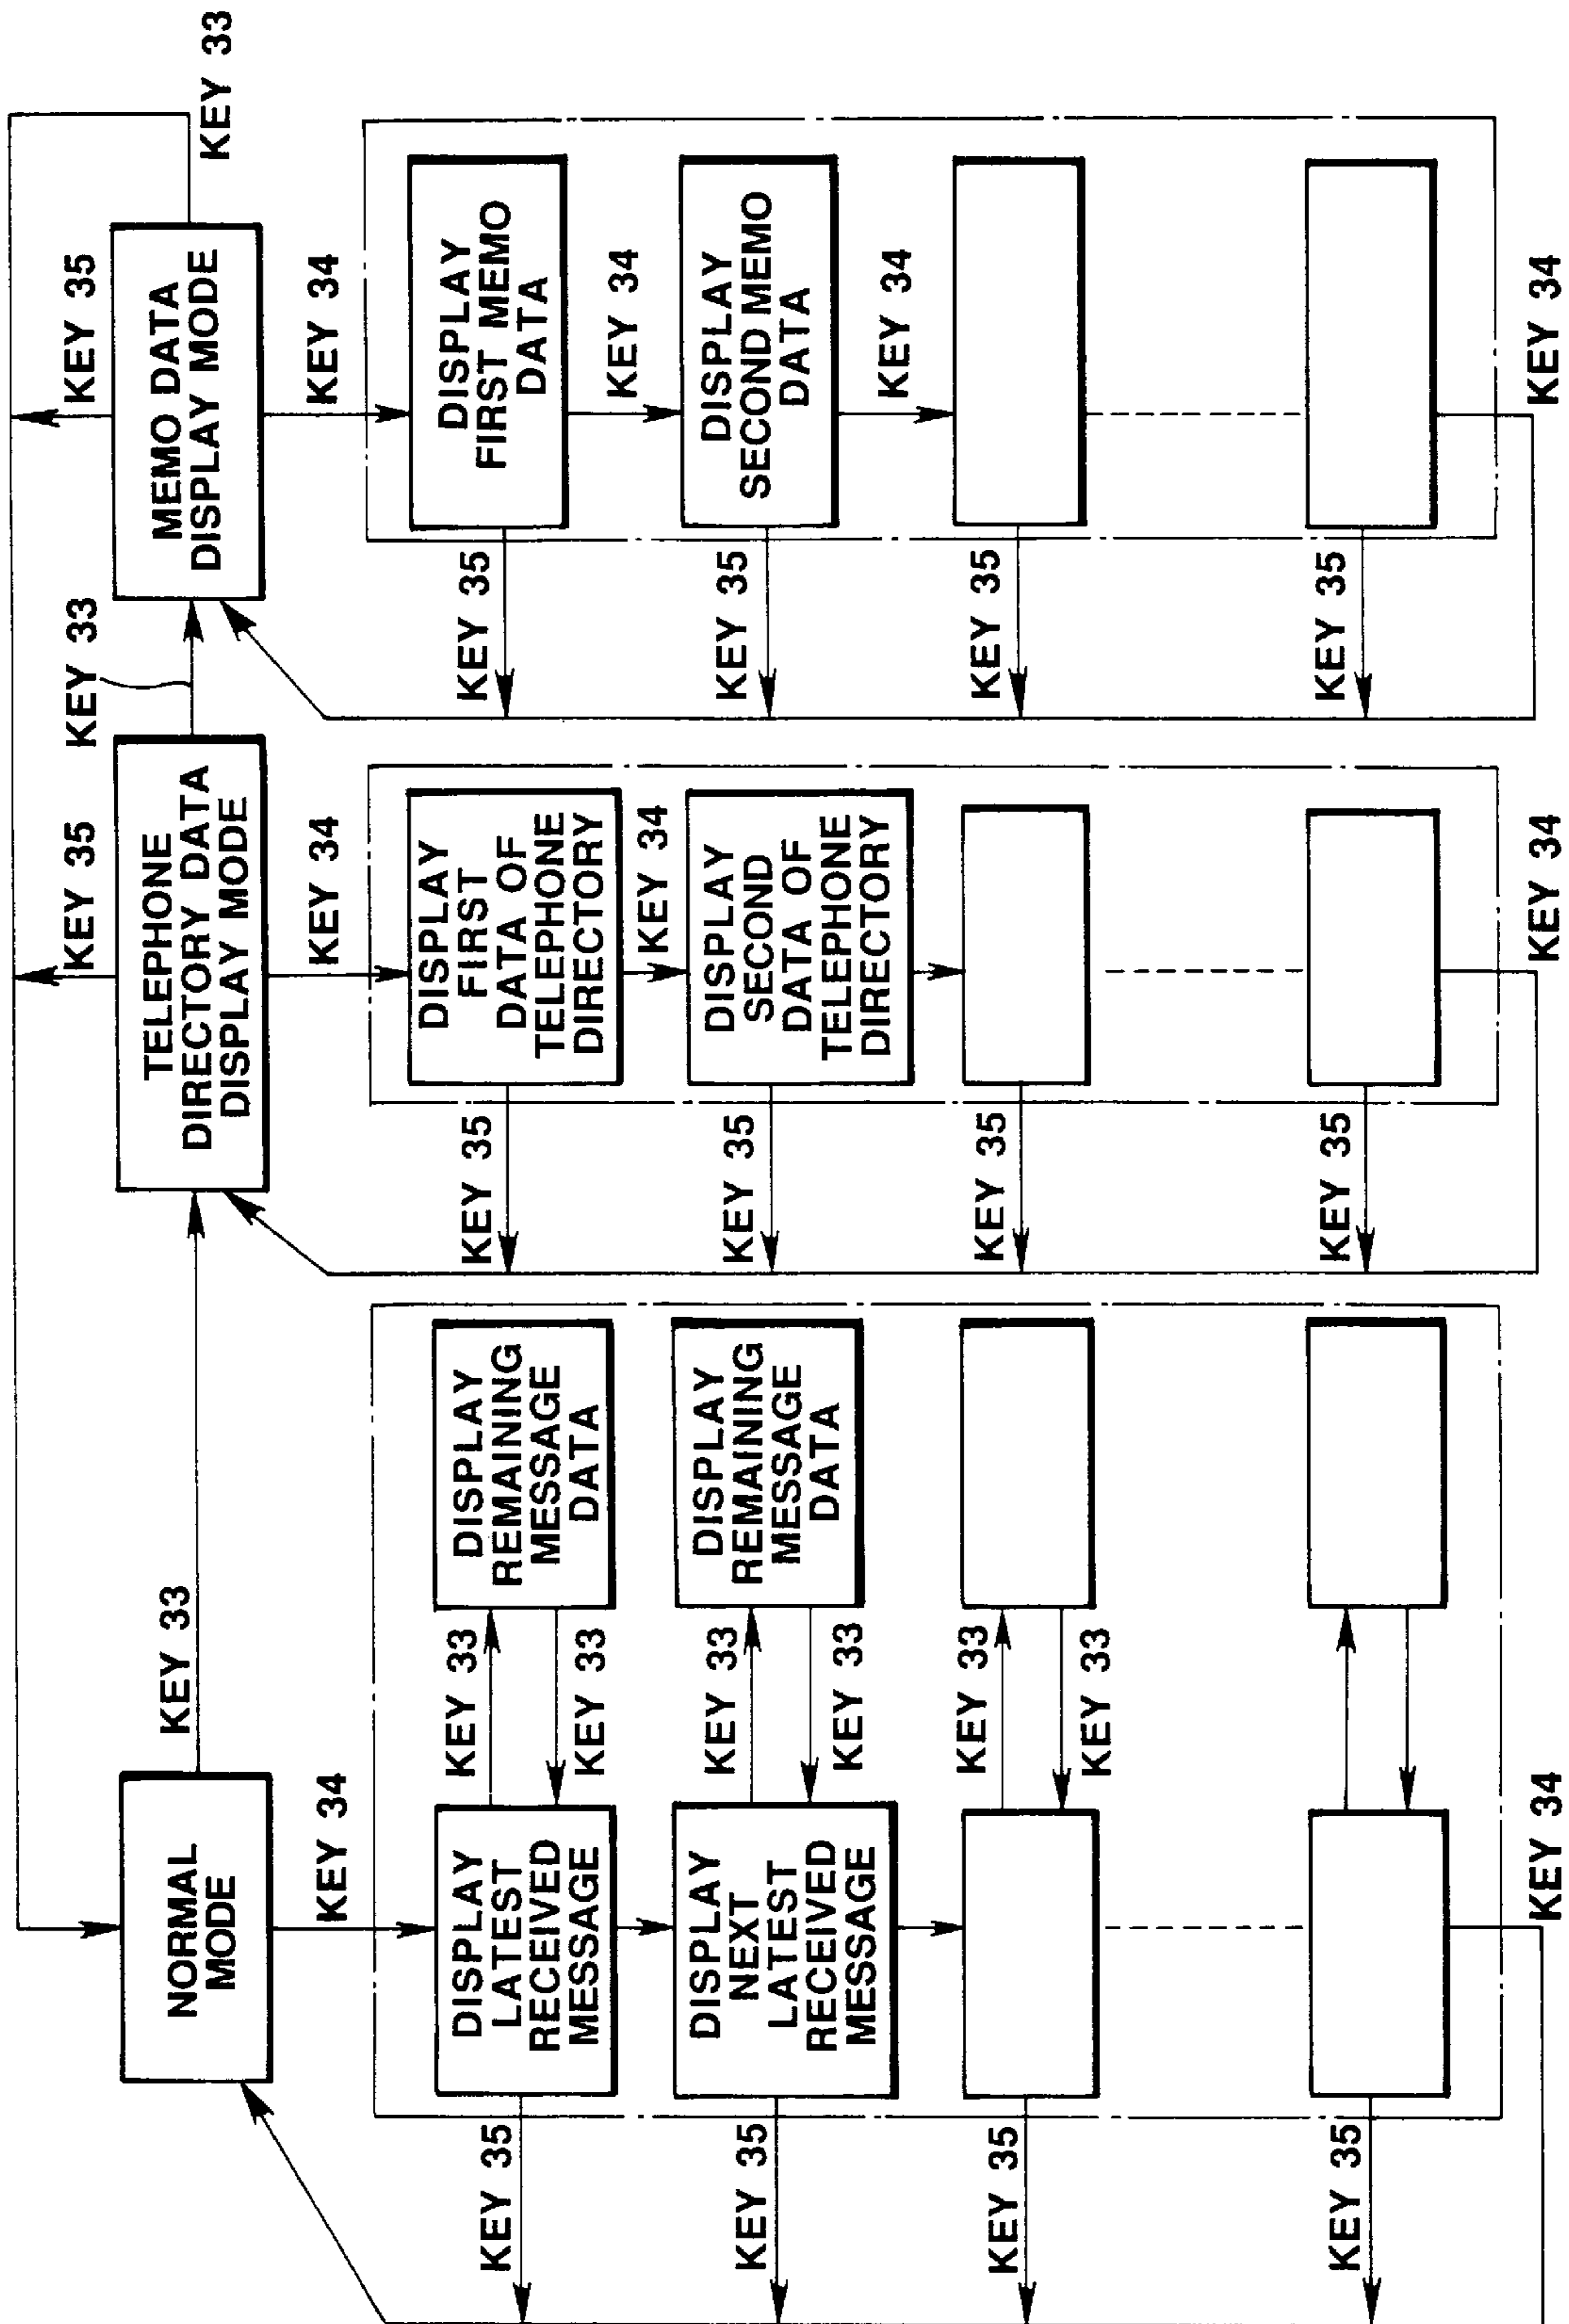 KEY 35
KEY 33
KEY 35
NORMAL
MODE
KEY 33
TELEPHONE
DIRECTORY DATA
DISPLAY MODE
MEMO DATA
DISPLAY MODE
KEY 33
KEY 34
KEY 34
KEY 34
KEY 35
DISPLAY
LATEST
RECEIVED
MESSAGE
KEY 33
KEY 33
DISPLAY
REMAINING
MESSAGE
DATA
KEY 35
DISPLAY
FIRST
DATA OF
TELEPHONE
DIRECTORY
KEY 35
DISPLAY
FIRST MEMO
DATA
KEY 34
KEY 34
KEY 35
DISPLAY
NEXT
LATEST
RECEIVED
MESSAGE
KEY 33
KEY 33
DISPLAY
REMAINING
MESSAGE
DATA
KEY 35
DISPLAY
SECOND
DATA OF
TELEPHONE
DIRECTORY
KEY 35
DISPLAY
SECOND MEMO
DATA
KEY 34
KEY 35
KEY 33
KEY 33
KEY 35
KEY 35
KEY 35
KEY 35
KEY 35
KEY 34
KEY 34
KEY 34